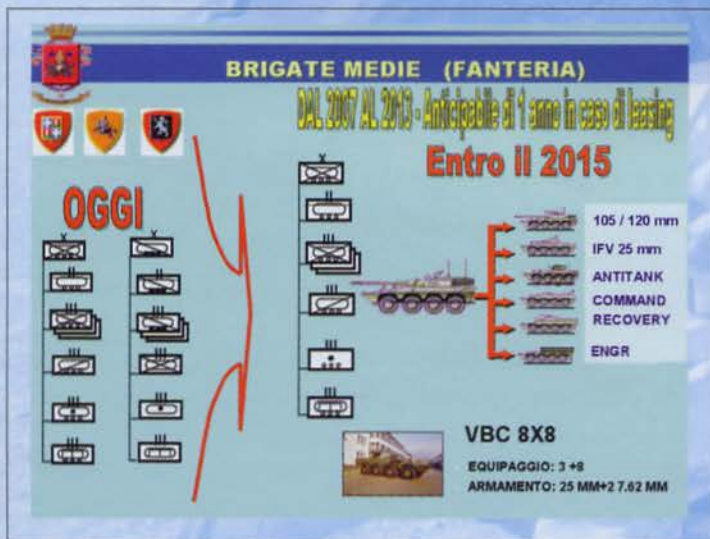 BRIGATE MEDIE (FANTERIA)
DAL 2007 AL 2013 - Anticipabile di 1 anno in caso di leasing
Entro il 2015
OGGI
105 / 120 mm
IFV 25 mm
ANTITANK
COMMAND
RECOVERY
ENGR
VBC 8X8
EQUIPAGGIO: 3 +8
ARMAMENTO: 25 MM+2 7.62 MM